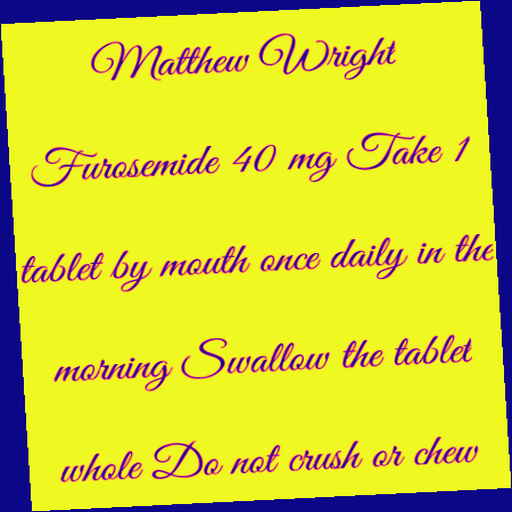 Matthew Wright
Furosemide 40 mg Take 1
tablet by mouth once daily in the
morning Swallow the tablet
whole Do not crush or chew